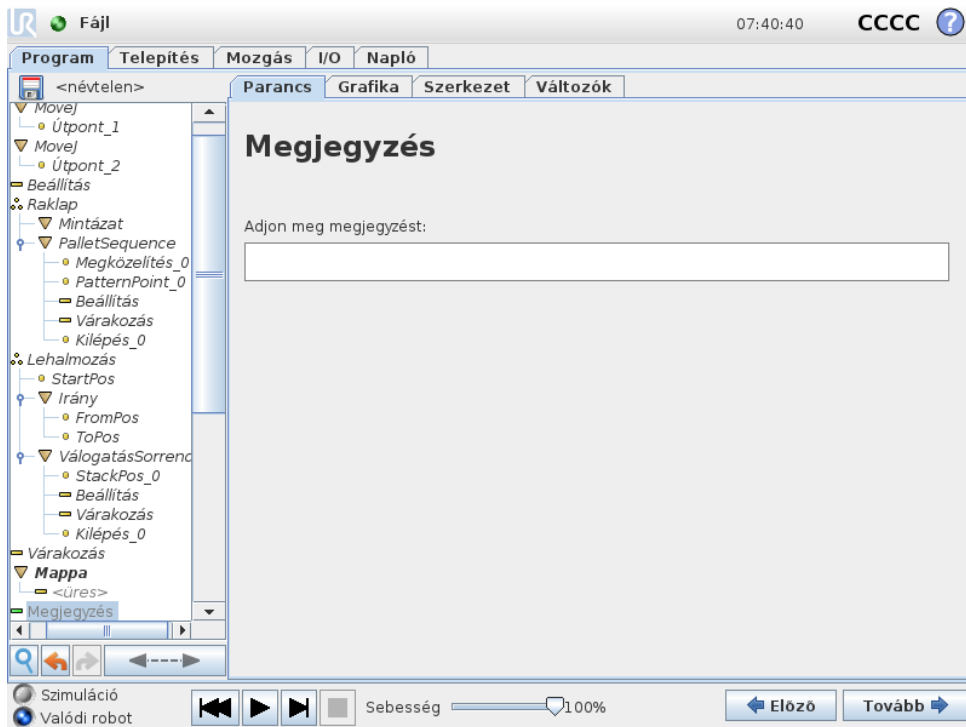 UR Fájl 07:40:40 CCCC ?
Program Telepítés Mozgás I/O Napló
<névtelen>
Parancs Grafika Szerkezet Változók
MoveJ
Útpont_1
MoveJ
Útpont_2
Beállítás
Raklap
Mintázat
PalletSequence
Megközelítés_0
PatternPoint_0
Beállítás
Várakozás
Kilépés_0
Lehalmozás
StartPos
Irány
FromPos
ToPos
VálogatásSorrend
StackPos_0
Beállítás
Várakozás
Kilépés_0
Várakozás
Mappa
<üres>
Megjegyzés
Megjegyzés
Adjon meg megjegyzést:
Szimuláció
Valódi robot
Sebesség 100%
Előző Tovább